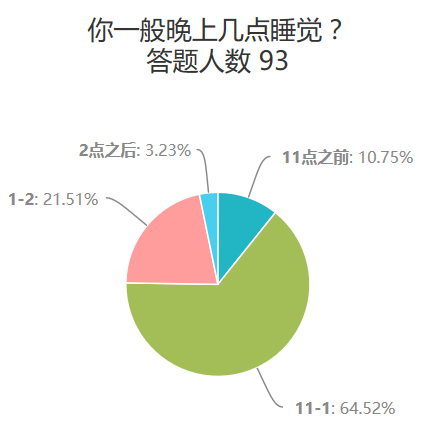 你一般晚上几点睡觉？
答题人数 93
2点之后: 3.23%
11点之前: 10.75%
1-2: 21.51%
11-1: 64.52%